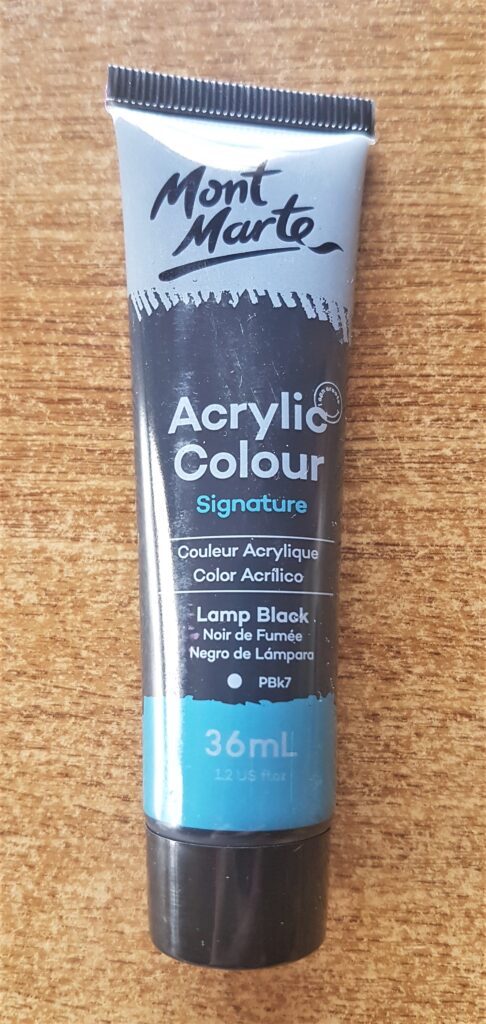 Mont
Marte
Acrylic
Colour
Signature
Couleur Acrylique
Color Acrílico
Lamp Black
Noir de Fumée
Negro de Lámpara
PBk7
36mL
1.2 US fl.oz